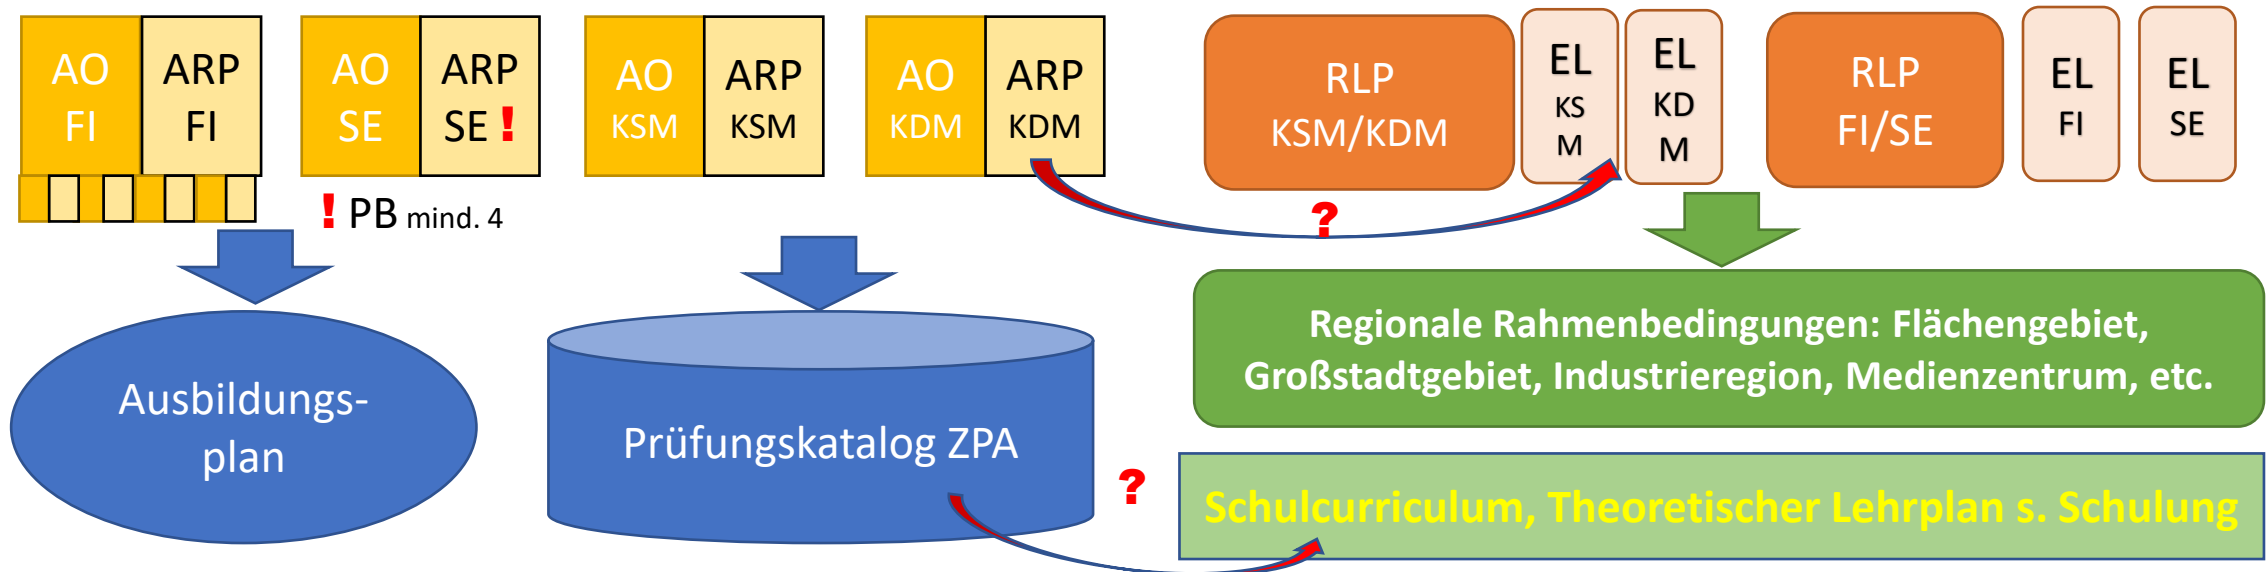 AO
FI
ARP
FI
AO
SE
ARP
SE !
AO
KSM
ARP
KSM
AO
KDM
ARP
KDM
RLP
KSM/KDM
EL
KS
M
EL
KD
M
RLP
FI/SE
EL
FI
EL
SE
! PB mind. 4
?
Ausbildungs-
plan
Prüfungskatalog ZPA
Regionale Rahmenbedingungen: Flächengebiet,
Großstadtgebiet, Industrieregion, Medienzentrum, etc.
?
Schulcurriculum, Theoretischer Lehrplan s. Schulung